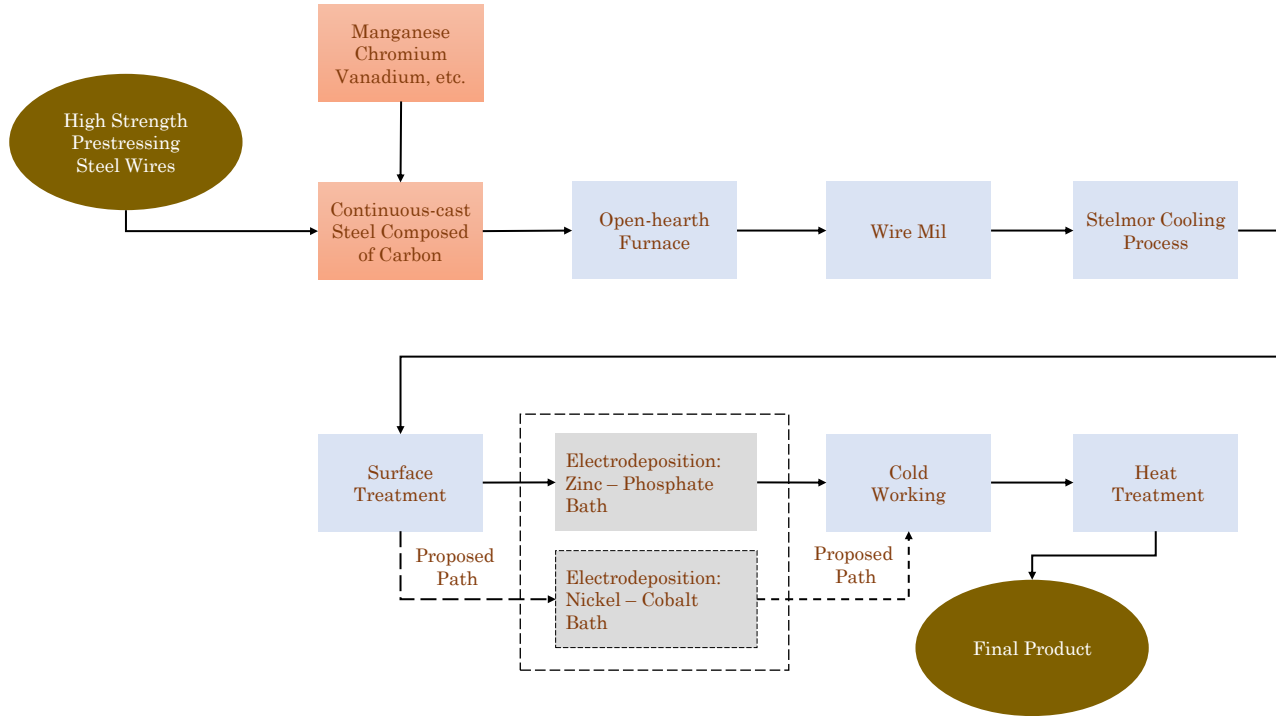 Manganese
Chromium
Vanadium, etc.
High Strength
Prestressing
Steel Wires
Continuous-cast
Steel Composed
of Carbon
Open-hearth
Furnace
Wire Mil
Stelmor Cooling
Process
Surface
Treatment
Electrodeposition:
Zinc – Phosphate
Bath
Cold
Working
Heat
Treatment
Proposed
Path
Electrodeposition:
Nickel – Cobalt
Bath
Proposed
Path
Final Product